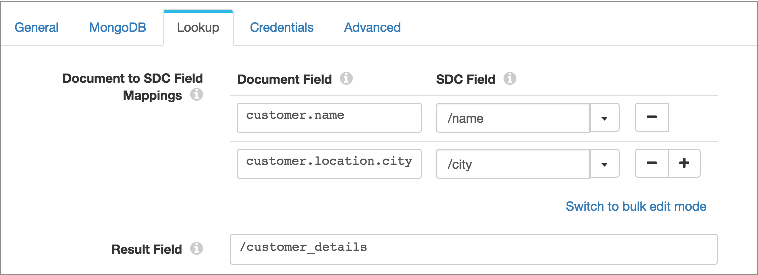 General MongoDB Lookup Credentials Advanced
Document to SDC Field Mappings Document Field SDC Field
customer.name /name
customer.location.city /city
Switch to bulk edit mode
Result Field /customer_details